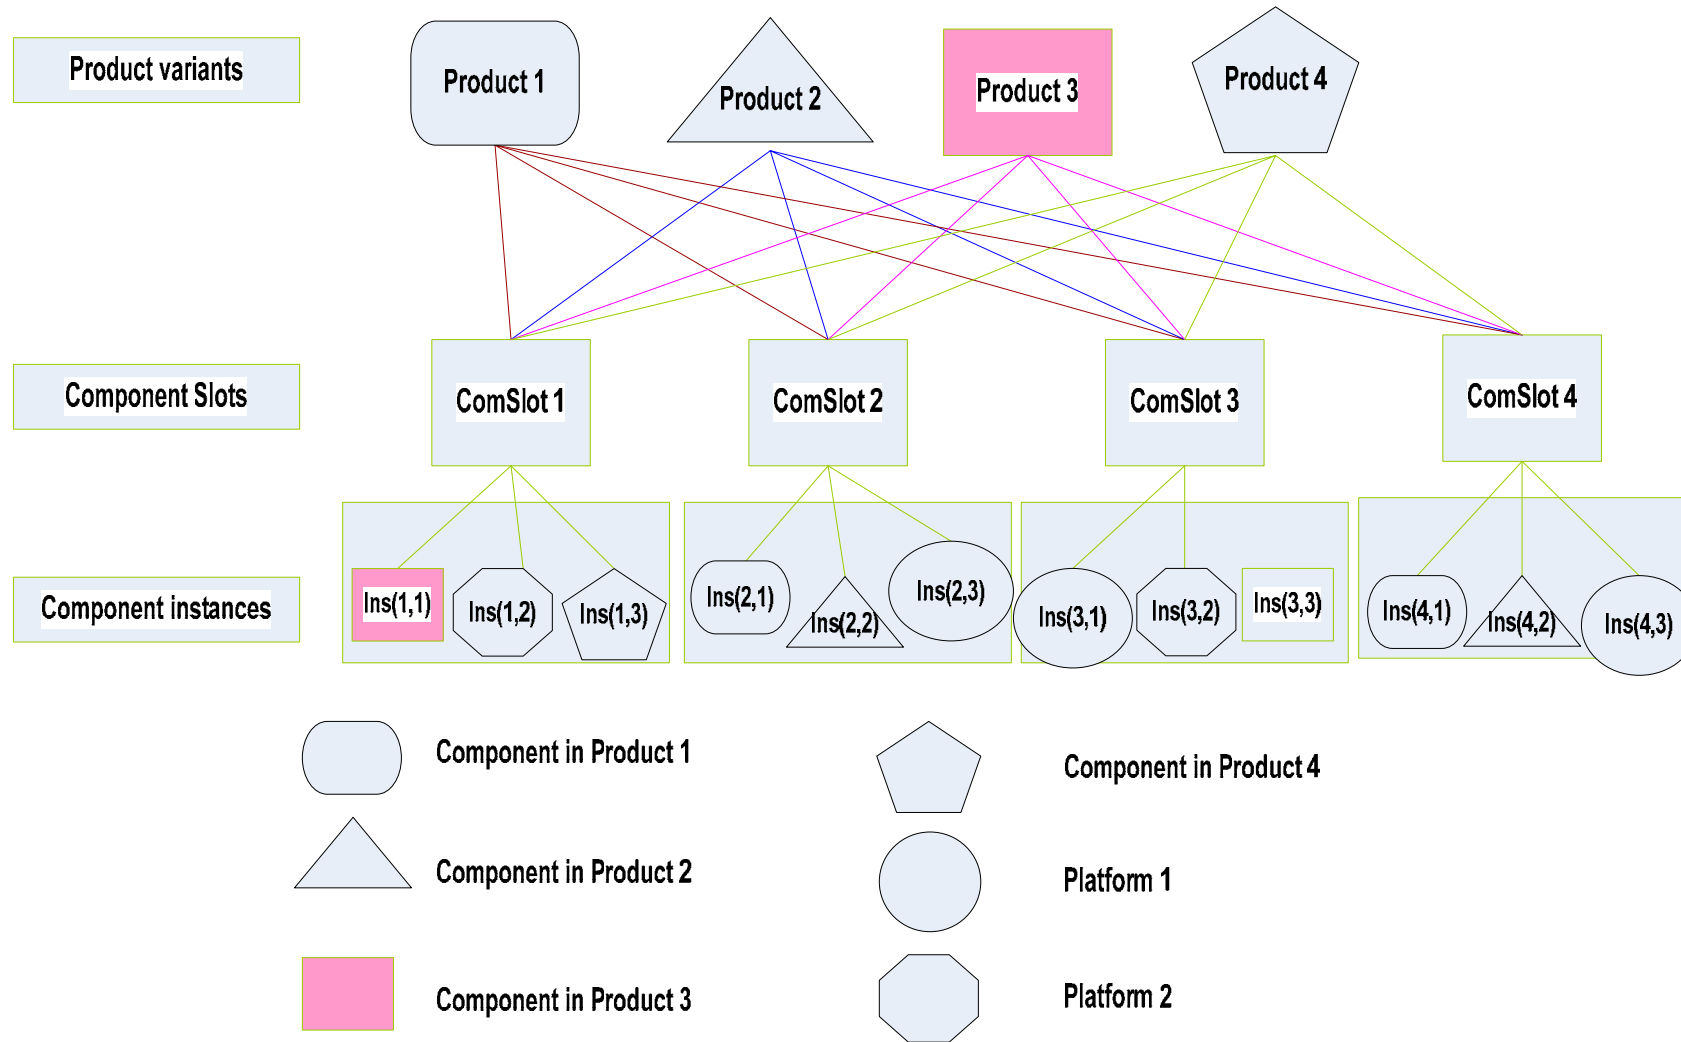 Product variants
Product 1
Product 2
Product 3
Product 4
Component Slots
ComSlot 1
ComSlot 2
ComSlot 3
ComSlot 4
Component instances
Ins(1,1)
Ins(1,2)
Ins(1,3)
Ins(2,1)
Ins(2,2)
Ins(2,3)
Ins(3,1)
Ins(3,2)
Ins(3,3)
Ins(4,1)
Ins(4,2)
Ins(4,3)
Component in Product 1
Component in Product 4
Component in Product 2
Platform 1
Component in Product 3
Platform 2